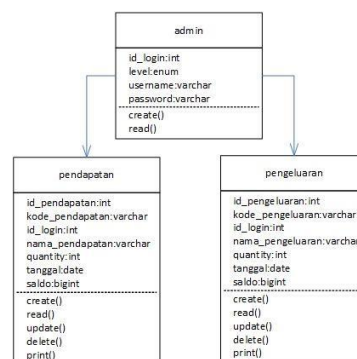 admin
id_login:int
level:enum
username:varchar
password:varchar
create()
read()
pendapatan
id_pendapatan:int
kode_pendapatan:varchar
id_login:int
nama_pendapatan:varchar
quantity:int
tanggal:date
saldo:bigint
create()
read()
update()
delete()
print()
pengeluaran
id_pengeluaran:int
kode_pengeluaran:varchar
id_login:int
nama_pengeluaran:varchar
quantity:int
tanggal:date
saldo:bigint
create()
read()
update()
delete()
print()